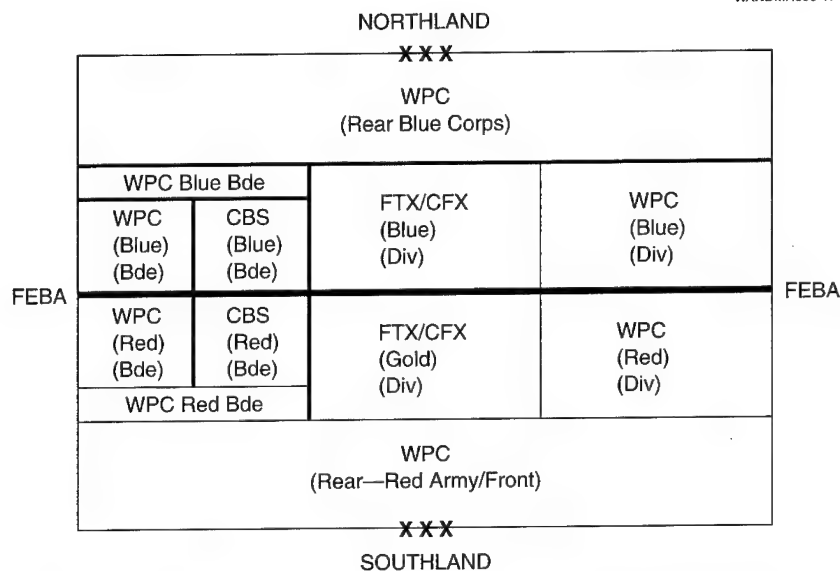 NORTHLAND
XXX
WPC
(Rear Blue Corps)
WPC Blue Bde
WPC
(Blue)
(Bde)
CBS
(Blue)
(Bde)
FTX/CFX
(Blue)
(Div)
WPC
(Blue)
(Div)
FEBA
FEBA
WPC
(Red)
(Bde)
CBS
(Red)
(Bde)
FTX/CFX
(Gold)
(Div)
WPC
(Red)
(Div)
WPC Red Bde
WPC
(Rear—Red Army/Front)
XXX
SOUTHLAND